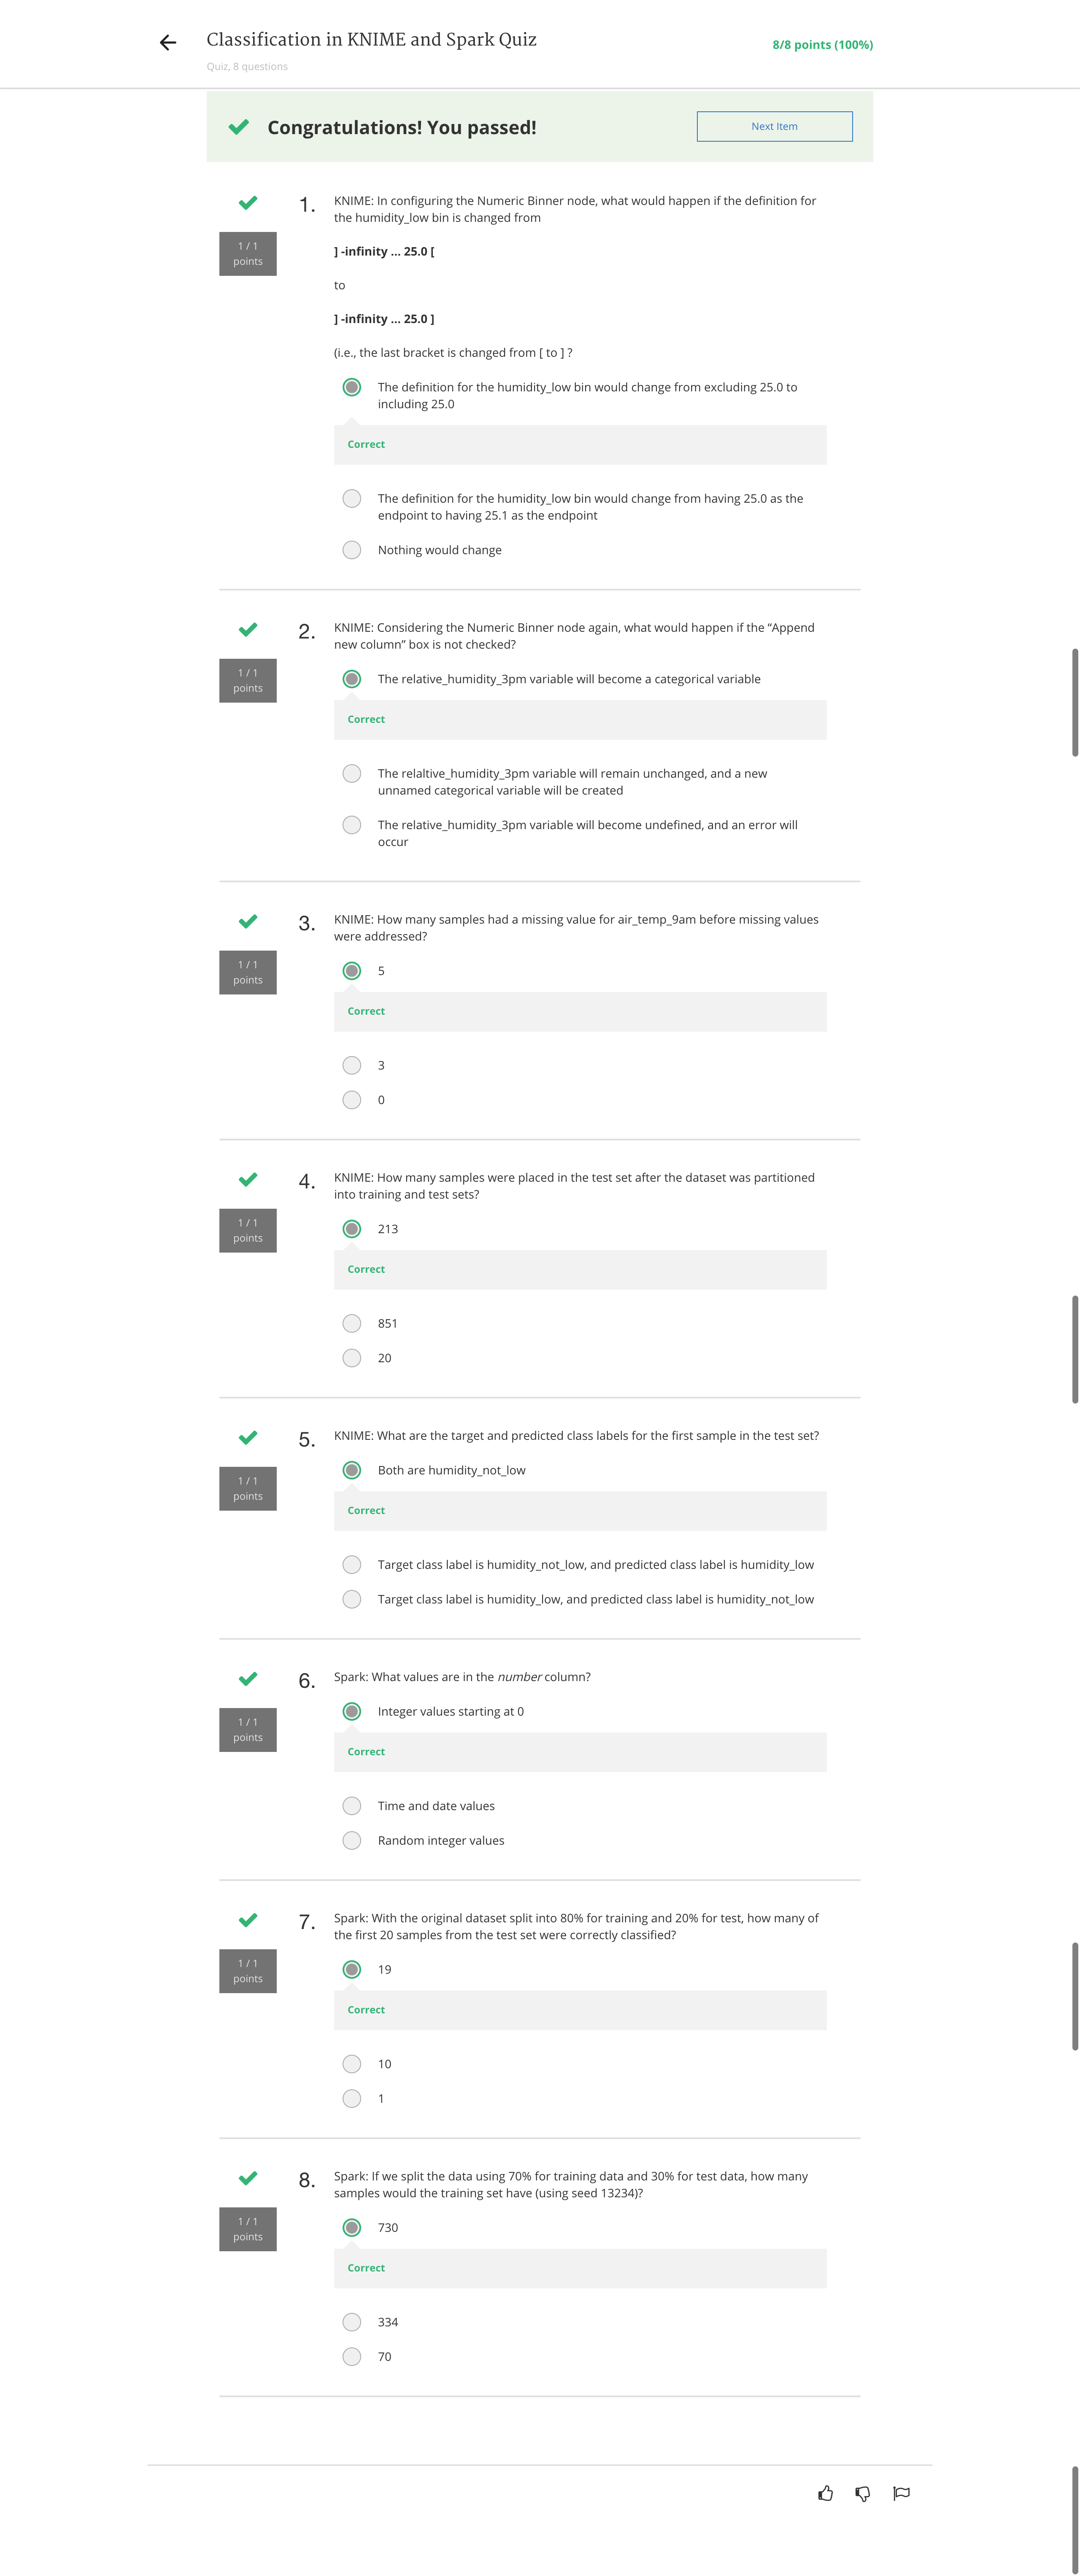 Classification in KNIME and Spark Quiz
8/8 points (100%)
Quiz, 8 questions
Congratulations! You passed!
Next Item
1 / 1
points
1.
KNIME: In configuring the Numeric Binner node, what would happen if the definition for
the humidity_low bin is changed from
] -infinity ... 25.0 [
to
] -infinity ... 25.0 ]
(i.e., the last bracket is changed from [ to ] ?
The definition for the humidity_low bin would change from excluding 25.0 to
including 25.0
Correct
The definition for the humidity_low bin would change from having 25.0 as the
endpoint to having 25.1 as the endpoint
Nothing would change
1 / 1
points
2.
KNIME: Considering the Numeric Binner node again, what would happen if the “Append
new column” box is not checked?
The relative_humidity_3pm variable will become a categorical variable
Correct
The relaltive_humidity_3pm variable will remain unchanged, and a new
unnamed categorical variable will be created
The relative_humidity_3pm variable will become undefined, and an error will
occur
1 / 1
points
3.
KNIME: How many samples had a missing value for air_temp_9am before missing values
were addressed?
5
Correct
3
0
1 / 1
points
4.
KNIME: How many samples were placed in the test set after the dataset was partitioned
into training and test sets?
213
Correct
851
20
1 / 1
points
5.
KNIME: What are the target and predicted class labels for the first sample in the test set?
Both are humidity_not_low
Correct
Target class label is humidity_not_low, and predicted class label is humidity_low
Target class label is humidity_low, and predicted class label is humidity_not_low
1 / 1
points
6.
Spark: What values are in the number column?
Integer values starting at 0
Correct
Time and date values
Random integer values
1 / 1
points
7.
Spark: With the original dataset split into 80% for training and 20% for test, how many of
the first 20 samples from the test set were correctly classified?
19
Correct
10
1
1 / 1
points
8.
Spark: If we split the data using 70% for training data and 30% for test data, how many
samples would the training set have (using seed 13234)?
730
Correct
334
70